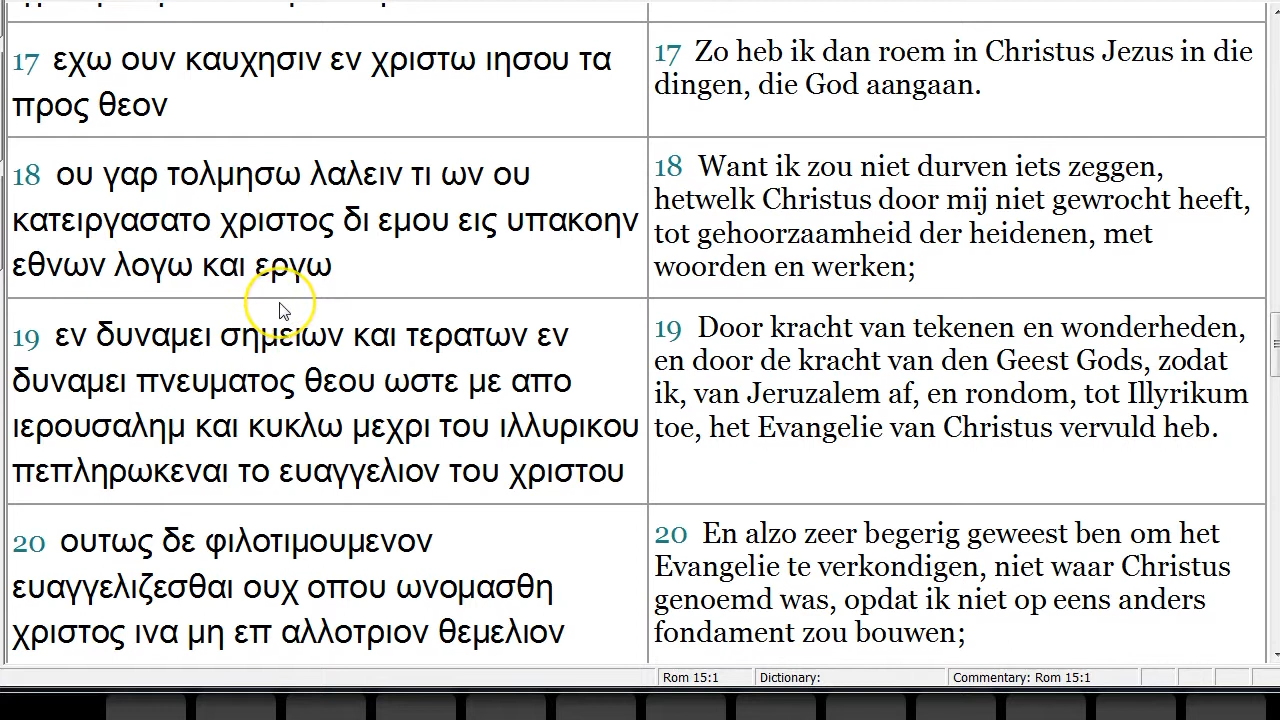 17 εχω ουν καυχησιν εν χριστω ιησου τα
προς θεον
17 Zo heb ik dan roem in Christus Jezus in die
dingen, die God aangaan.
18 ου γαρ τολμησω λαλειν τι ων ου
κατειργασατο χριστος δι εμου εις υπακοην
εθνων λογω και εργω
18 Want ik zou niet durven iets zeggen,
hetwelk Christus door mij niet gewrocht heeft,
tot gehoorzaamheid der heidenen, met
woorden en werken;
19 εν δυναμει σημειων και τερατων εν
δυναμει πνευματος θεου ωστε με απο
ιερουσαλημ και κυκλω μεχρι του ιλλυρικου
πεπληρωκεναι το ευαγγελιον του χριστου
19 Door kracht van tekenen en wonderheden,
en door de kracht van den Geest Gods, zodat
ik, van Jeruzalem af, en rondom, tot Illyrikum
toe, het Evangelie van Christus vervuld heb.
20 ουτως δε φιλοτιμουμενον
ευαγγελιζεσθαι ουχ οπου ωνομασθη
χριστος ινα μη επ αλλοτριον θεμελιον
20 En alzo zeer begerig geweest ben om het
Evangelie te verkondigen, niet waar Christus
genoemd was, opdat ik niet op eens anders
fondament zou bouwen;
Rom 15:1 Dictionary: Commentary: Rom 15:1